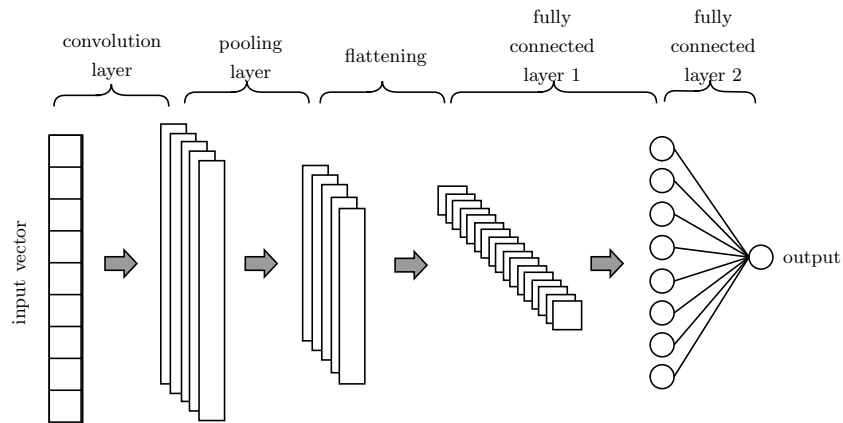 convolution
layer
pooling
layer
flattening
fully
connected
layer 1
fully
connected
layer 2
input vector
output